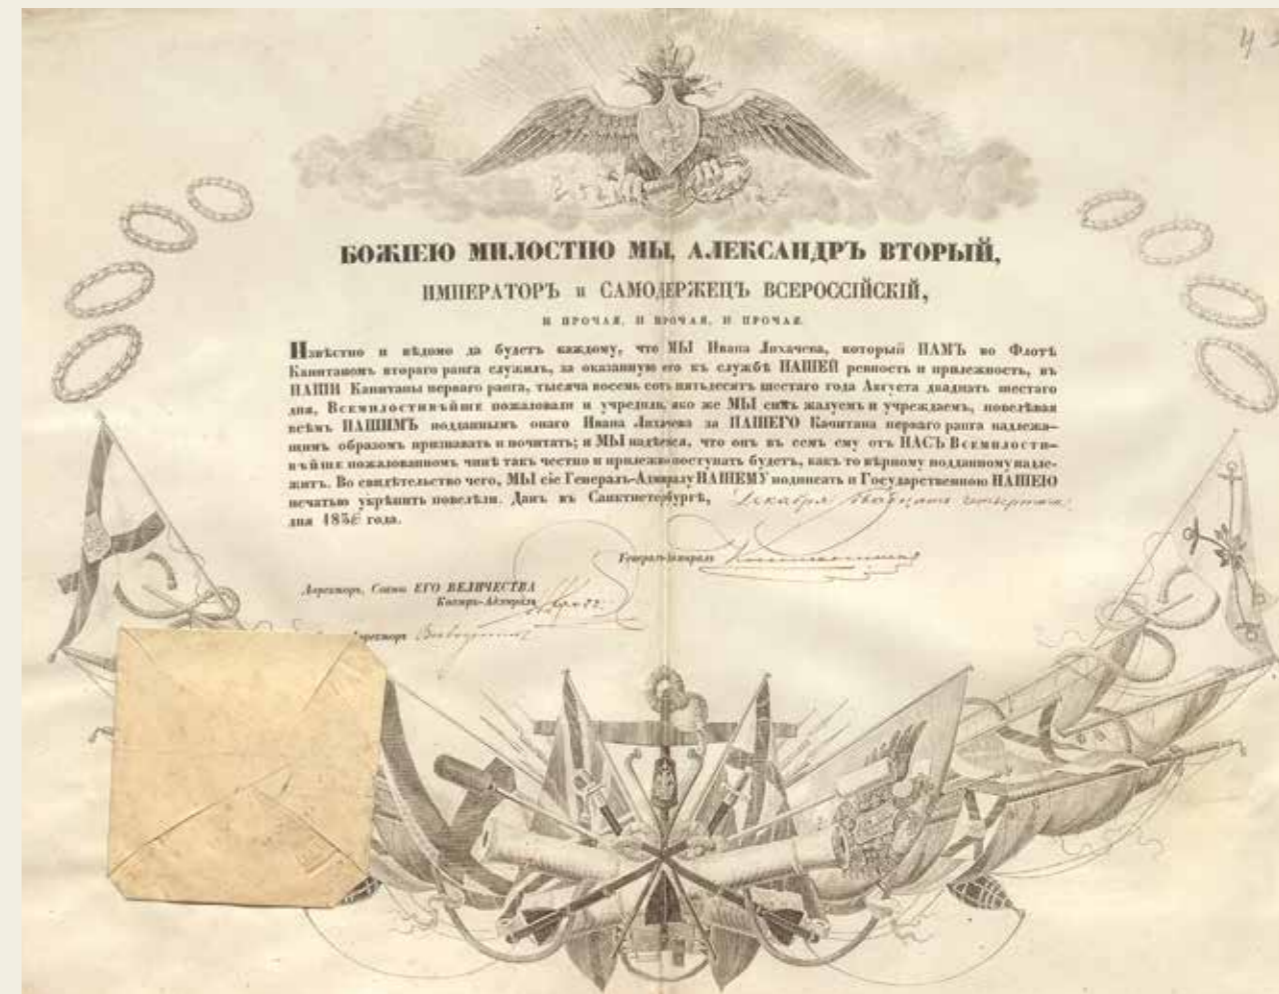 БОЖІЕЮ МИЛОСТІЮ МЫ, АЛЕКСАНДРЪ ВТОРЫЙ,
ИМПЕРАТОРЪ и САМОДЕРЖЕЦЪ ВСЕРОССІЙСКІЙ,
И ПРОЧАЯ, И ПРОЧАЯ, И ПРОЧАЯ.
Извѣстно и вѣдомо да будетъ каждому, что МЫ Ивана Лихачева, который НАМЪ во Флотѣ
Капитаномъ втораго ранга служилъ, за оказанную его къ службѣ НАШЕЙ ревность и прилежность, въ
НАШИ Капитаны перваго ранга, тысяча восемь сотъ пятьдесятъ шестаго года Августа двадцать шестаго
дня, Всемилостивѣйше пожаловали и учредили, яко же МЫ симъ жалуемъ и учреждаемъ, повелѣвая
всѣмъ НАШИМЪ подданнымъ онаго Ивана Лихачева за НАШЕГО Капитана перваго ранга надлежа-
щимъ образомъ признавать и почитать; и МЫ надѣемся, что онъ въ семъ ему отъ НАСЪ Всемилости-
вѣйше пожалованномъ чинѣ такъ честно и прилежно поступать будетъ, какъ то вѣрному подданному надле-
житъ. Во свидѣтельство чего, МЫ сіе Генералъ-Адмиралу НАШЕМУ подписать и Государственною НАШЕЮ
печатью укрѣпить повелѣли. Данъ въ Санктпетербургѣ, Декабря двадцать четвертаго
дня 1856 года.
Генералъ-Адмиралъ Константинъ
Директоръ, Свиты ЕГО ВЕЛИЧЕСТВА
Контръ-Адмиралъ
Директоръ